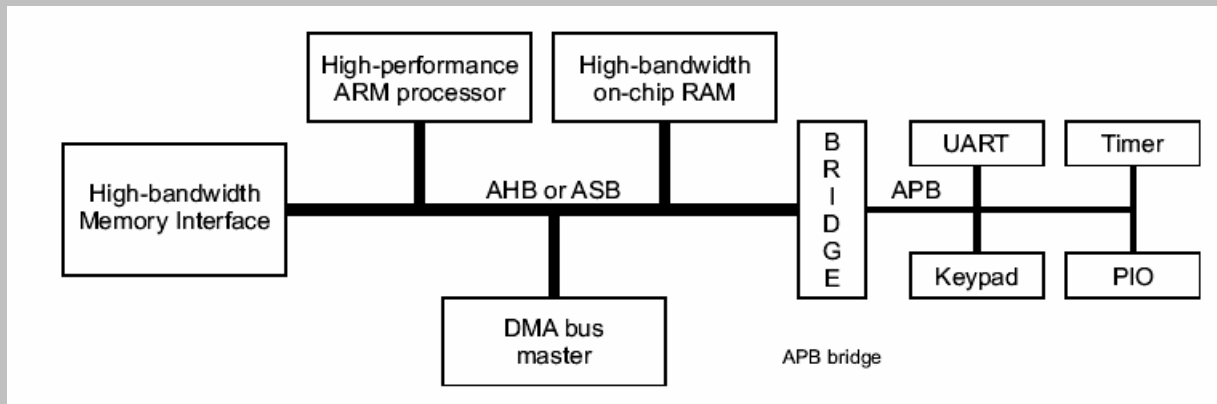 High-performance
ARM processor
High-bandwidth
on-chip RAM
High-bandwidth
Memory Interface
AHB or ASB
B
R
I
D
G
E
APB
UART
Timer
Keypad
PIO
DMA bus
master
APB bridge